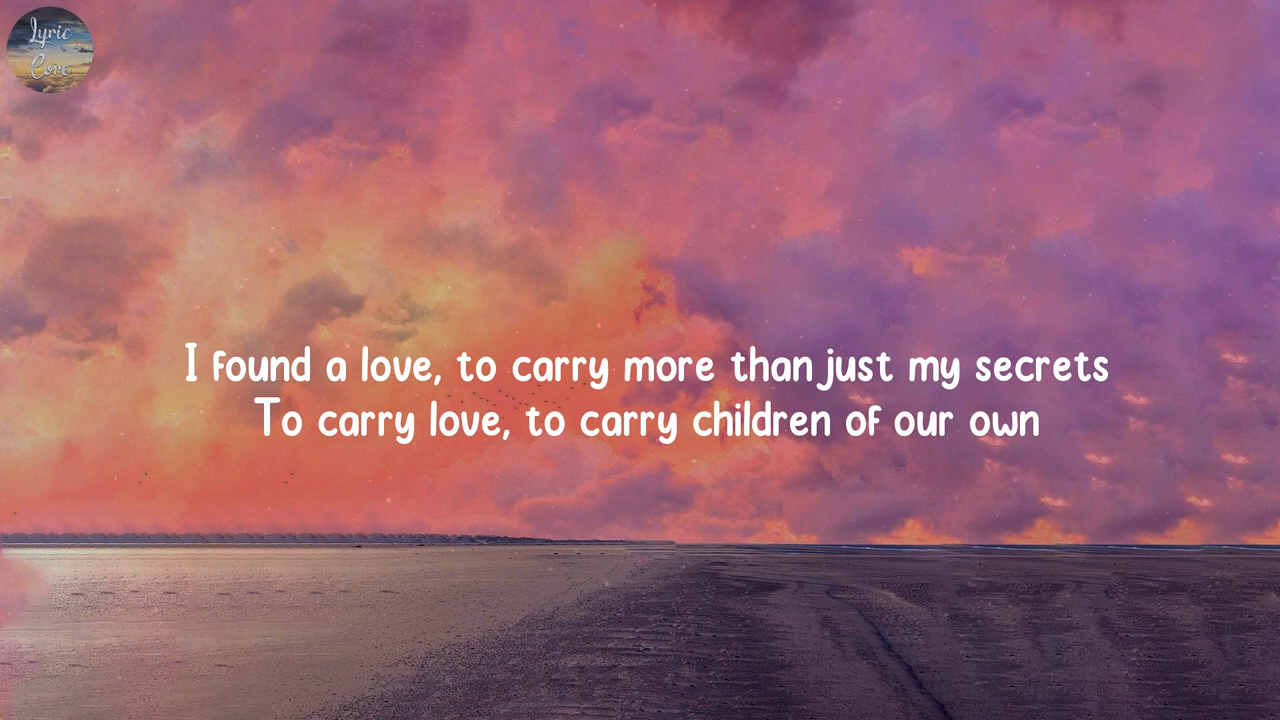 Lyric
Core
I found a love, to carry more than just my secrets
To carry love, to carry children of our own